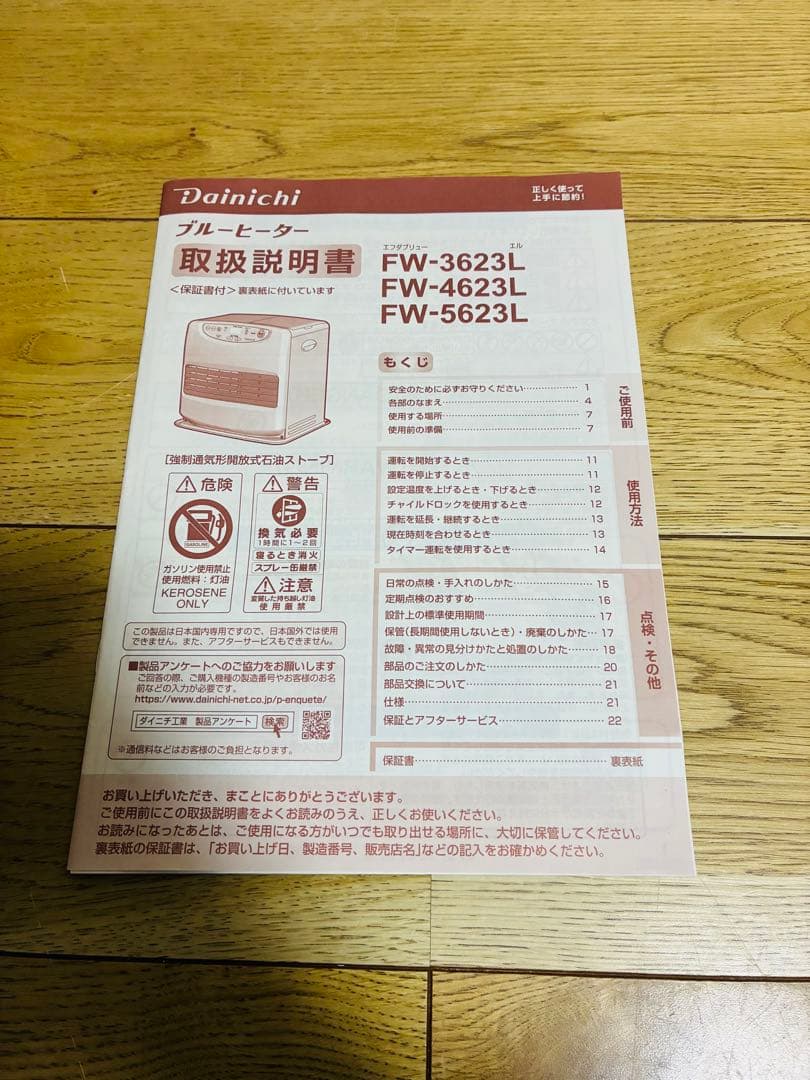 Dainichi
正しく使って
上手に節約!
ブルーヒーター
取扱説明書
<保証書付>裏表紙に付いています
エフダブリュー エル
FW-3623L
FW-4623L
FW-5623L
もくじ
安全のために必ずお守りください…………… 1
各部のなまえ…………… 4
使用する場所…………… 7
使用前の準備…………… 7
ご使用前
運転を開始するとき…………… 11
運転を停止するとき…………… 11
設定温度を上げるとき・下げるとき…………… 12
チャイルドロックを使用するとき…………… 12
運転を延長・継続するとき…………… 13
現在時刻を合わせるとき…………… 13
タイマー運転を使用するとき…………… 14
使用方法
日常の点検・手入れのしかた…………… 15
定期点検のおすすめ…………… 16
設計上の標準使用期間…………… 17
保管(長期間使用しないとき)・廃棄のしかた… 17
故障・異常の見分けかたと処置のしかた…… 18
部品のご注文のしかた…………… 20
部品交換について…………… 21
仕様…………… 21
保証とアフターサービス…………… 22
点検・その他
保証書…………… 裏表紙
[強制通気形開放式石油ストーブ]
危険
GASOLINE
ガソリン使用禁止
使用燃料:灯油
KEROSENE
ONLY
警告
換気必要
1時間に1~2回
寝るとき消火
スプレー缶厳禁
注意
変質した持ち越し灯油
使用厳禁
この製品は日本国内専用ですので、日本国外では使用
できません。また、アフターサービスもできません。
■製品アンケートへのご協力をお願いします
ご回答の際、ご購入機種の製造番号やお客様のお名
前などの入力が必要です。
https://www.dainichi-net.co.jp/p-enquete/
ダイニチ工業 製品アンケート 検索
※通信料などはお客様のご負担となります。
お買い上げいただき、まことにありがとうございます。
ご使用前にこの取扱説明書をよくお読みのうえ、正しくお使いください。
お読みになったあとは、ご使用になる方がいつでも取り出せる場所に、大切に保管してください。
裏表紙の保証書は、「お買い上げ日、製造番号、販売店名」などの記入をお確かめください。